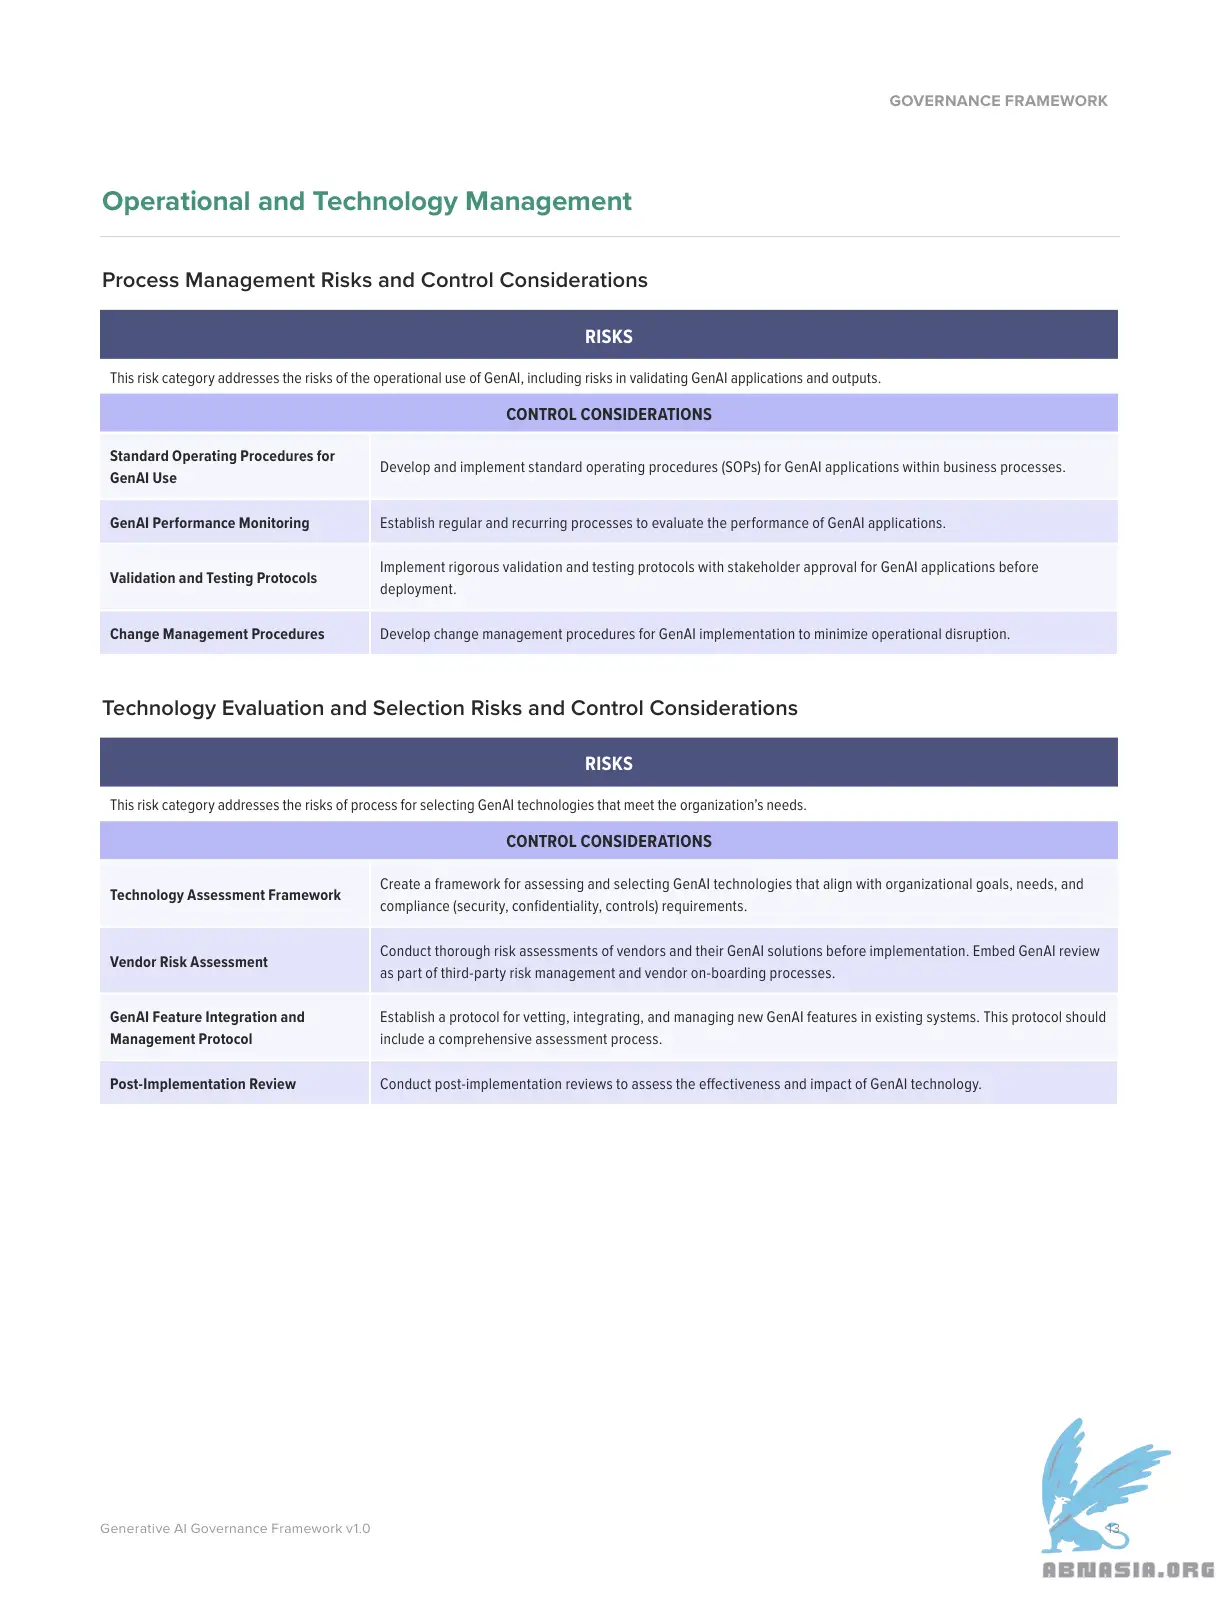 GOVERNANCE FRAMEWORK
Operational and Technology Management
Process Management Risks and Control Considerations
RISKS
This risk category addresses the risks of the operational use of GenAI, including risks in validating GenAI applications and outputs.
CONTROL CONSIDERATIONS
Standard Operating Procedures for
GenAI Use
Develop and implement standard operating procedures (SOPs) for GenAI applications within business processes.
GenAI Performance Monitoring
Establish regular and recurring processes to evaluate the performance of GenAI applications.
Validation and Testing Protocols
Implement rigorous validation and testing protocols with stakeholder approval for GenAI applications before
deployment.
Change Management Procedures
Develop change management procedures for GenAI implementation to minimize operational disruption.
Technology Evaluation and Selection Risks and Control Considerations
RISKS
This risk category addresses the risks of process for selecting GenAI technologies that meet the organization’s needs.
CONTROL CONSIDERATIONS
Technology Assessment Framework
Create a framework for assessing and selecting GenAI technologies that align with organizational goals, needs, and
compliance (security, confidentiality, controls) requirements.
Vendor Risk Assessment
Conduct thorough risk assessments of vendors and their GenAI solutions before implementation. Embed GenAI review
as part of third-party risk management and vendor on-boarding processes.
GenAI Feature Integration and
Management Protocol
Establish a protocol for vetting, integrating, and managing new GenAI features in existing systems. This protocol should
include a comprehensive assessment process.
Post-Implementation Review
Conduct post-implementation reviews to assess the effectiveness and impact of GenAI technology.
Generative AI Governance Framework v1.0
13
ABNASIA.ORG